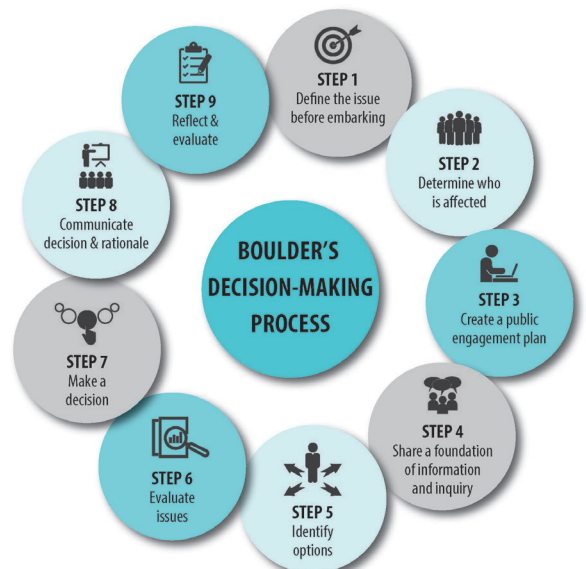 BOULDER'S
DECISION-MAKING
PROCESS
STEP 1
Define the issue
before embarking
STEP 2
Determine who
is affected
STEP 3
Create a public
engagement plan
STEP 4
Share a foundation
of information
and inquiry
STEP 5
Identify
options
STEP 6
Evaluate
issues
STEP 7
Make a
decision
STEP 8
Communicate
decision & rationale
STEP 9
Reflect &
evaluate